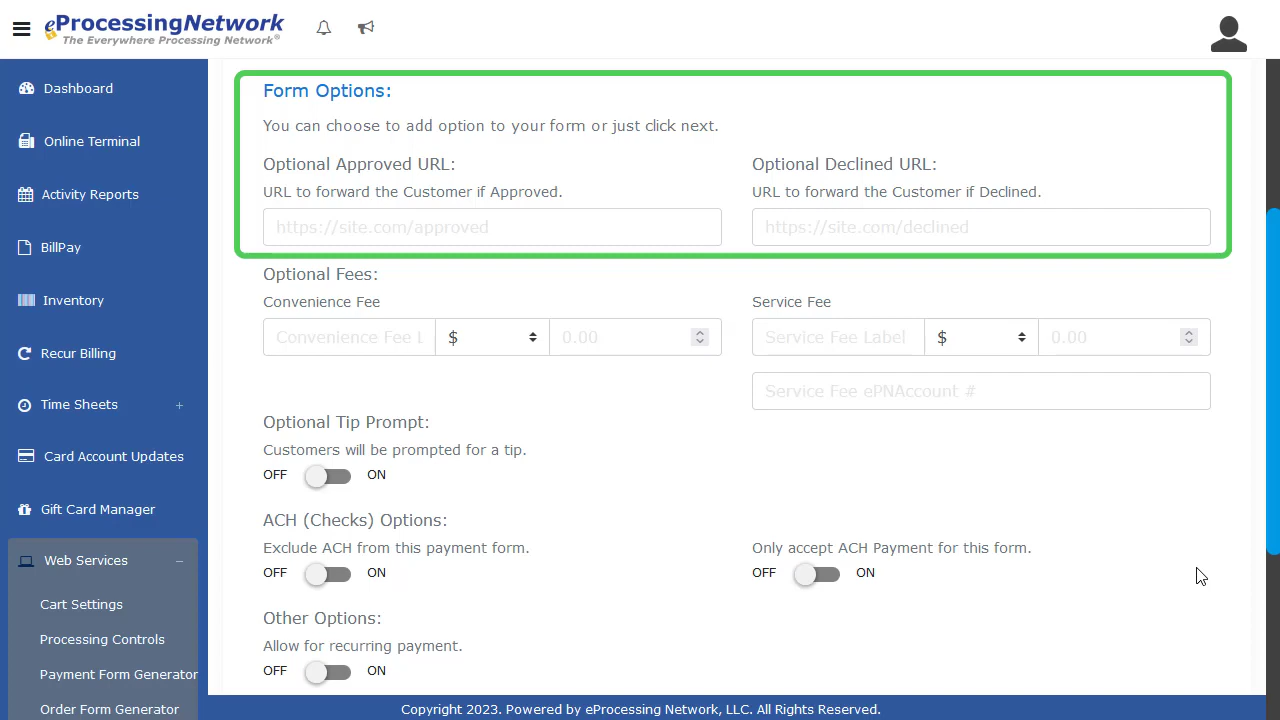 eProcessingNetwork
The Everywhere Processing Network®
Dashboard
Online Terminal
Activity Reports
BillPay
Inventory
Recur Billing
Time Sheets +
Card Account Updates
Gift Card Manager
Web Services –
Cart Settings
Processing Controls
Payment Form Generator
Order Form Generator
Form Options:
You can choose to add option to your form or just click next.
Optional Approved URL: Optional Declined URL:
URL to forward the Customer if Approved. URL to forward the Customer if Declined.
https://site.com/approved https://site.com/declined
Optional Fees:
Convenience Fee Service Fee
Convenience Fee L $ 0.00 Service Fee Label $ 0.00
Service Fee ePNAccount #
Optional Tip Prompt:
Customers will be prompted for a tip.
OFF ON
ACH (Checks) Options:
Exclude ACH from this payment form. Only accept ACH Payment for this form.
OFF ON OFF ON
Other Options:
Allow for recurring payment.
OFF ON
Copyright 2023. Powered by eProcessing Network, LLC. All Rights Reserved.